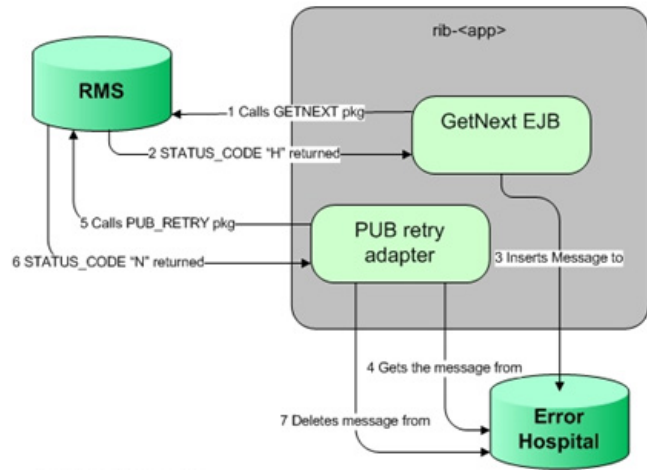 rib-<app>
RMS
1 Calls GETNEXT pkg
GetNext EJB
2 STATUS_CODE "H" returned
5 Calls PUB_RETRY pkg
PUB retry
adapter
6 STATUS_CODE "N" returned
3 Inserts Message to
4 Gets the message from
7 Deletes message from
Error
Hospital